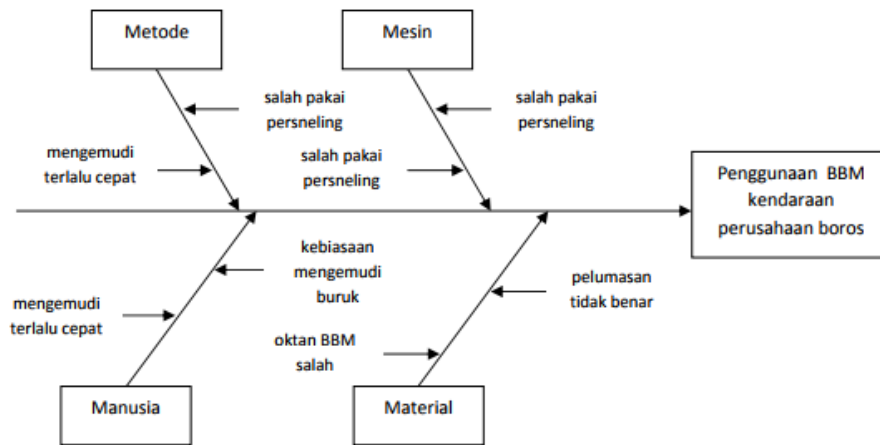 Metode
Mesin
salah pakai
persneling
salah pakai
persneling
mengemudi
terlalu cepat
salah pakai
persneling
Penggunaan BBM
kendaraan
perusahaan boros
kebiasaan
mengemudi
buruk
pelumasan
tidak benar
mengemudi
terlalu cepat
oktan BBM
salah
Manusia
Material